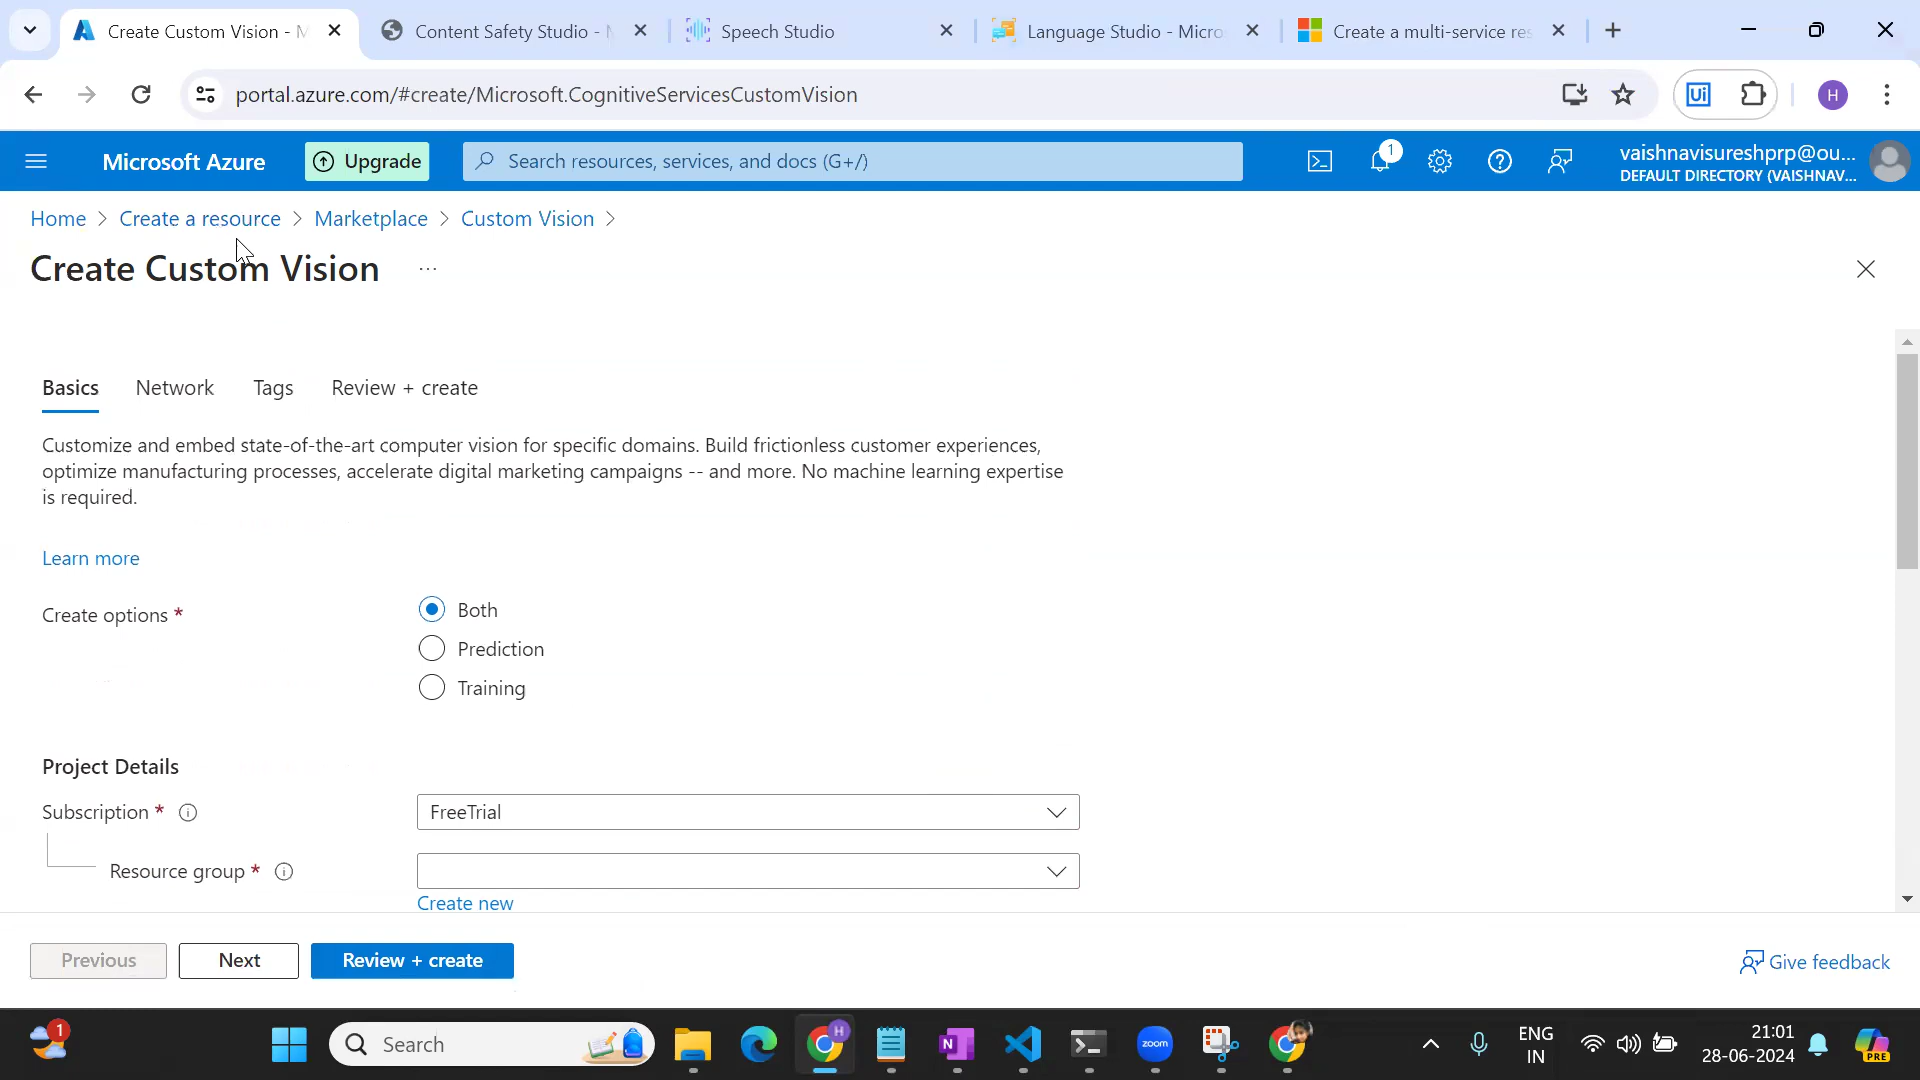 Create Custom Vision - M
Content Safety Studio - M
Speech Studio
Language Studio - Micro
Create a multi-service res
portal.azure.com/#create/Microsoft.CognitiveServicesCustomVision
Ui
H
Microsoft Azure
Upgrade
Search resources, services, and docs (G+/)
1
vaishnavisureshprp@ou...
DEFAULT DIRECTORY (VAISHNAV...
Home > Create a resource > Marketplace > Custom Vision >
Create Custom Vision ...
Basics Network Tags Review + create
Customize and embed state-of-the-art computer vision for specific domains. Build frictionless customer experiences,
optimize manufacturing processes, accelerate digital marketing campaigns -- and more. No machine learning expertise
is required.
Learn more
Create options *
Both
Prediction
Training
Project Details
Subscription *
FreeTrial
Resource group *
Create new
Previous
Next
Review + create
Give feedback
1
Search
H
N
zoom
ENG
IN
21:01
28-06-2024
PRE